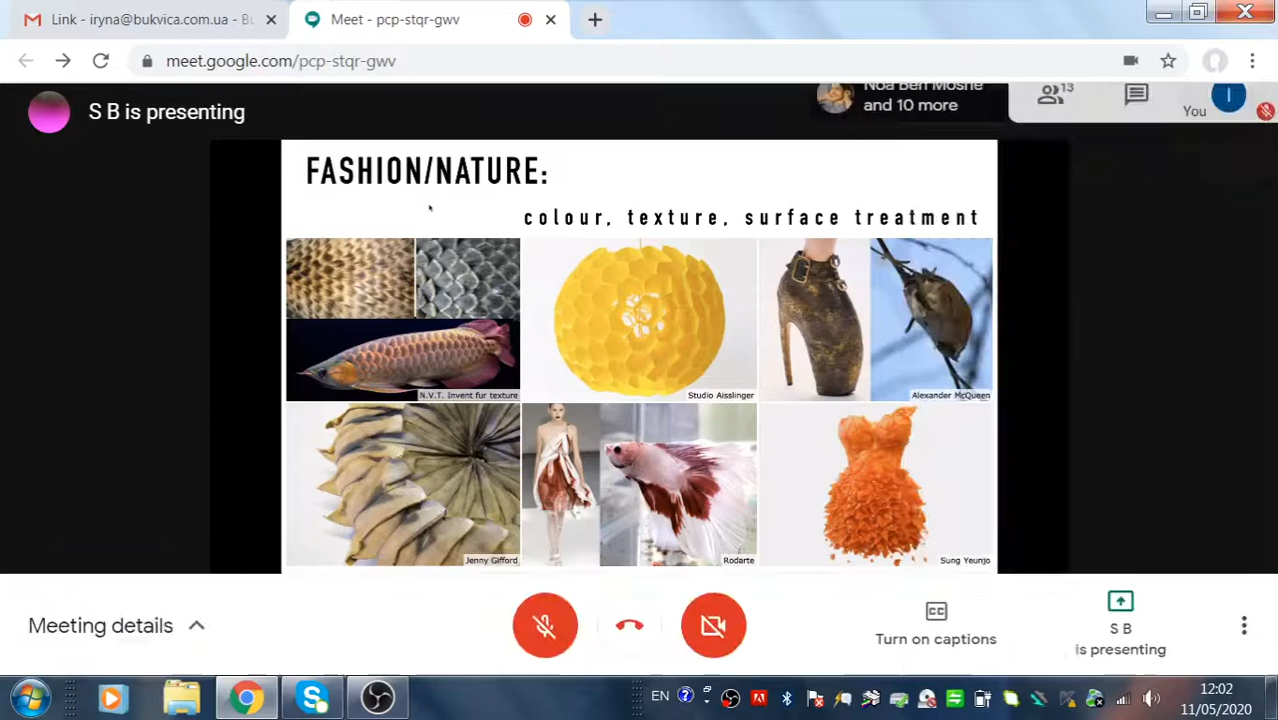 Link - iryna@bukvica.com.ua - B
Meet - pcp-stqr-gwv
meet.google.com/pcp-stqr-gwv
S B is presenting
Noa Ben Moshe
and 10 more
13
You
I
FASHION/NATURE:
colour, texture, surface treatment
N.V.T. Invent fur texture
Studio Aisslinger
Alexander McQueen
Jenny Gifford
Rodarte
Sung Yeunjo
Meeting details
CC
Turn on captions
S B
is presenting
EN
12:02
11/05/2020